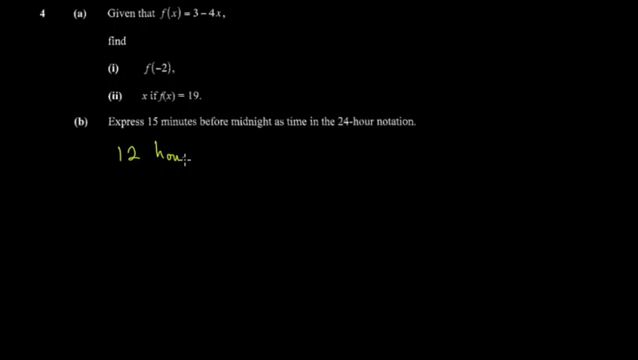 4 (a) Given that f(x) = 3 – 4x,
find
(i) f(–2),
(ii) x if f(x) = 19.
(b) Express 15 minutes before midnight as time in the 24-hour notation.
12 hou